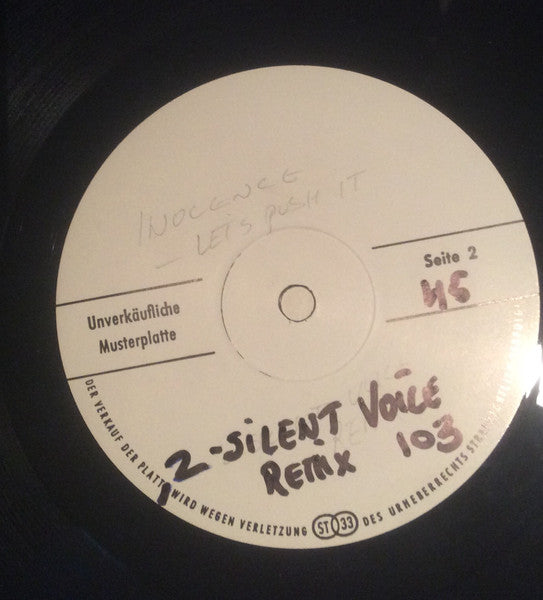 INOCENCE
— LETS PUSH IT
Seite 2
45
Unverkäufliche
Musterplatte
2-SILENT VOICE
REMIX 103
DER VERKAUF DER PLATTE WIRD WEGEN VERLETZUNG ST 33 DES URHEBERRECHTS